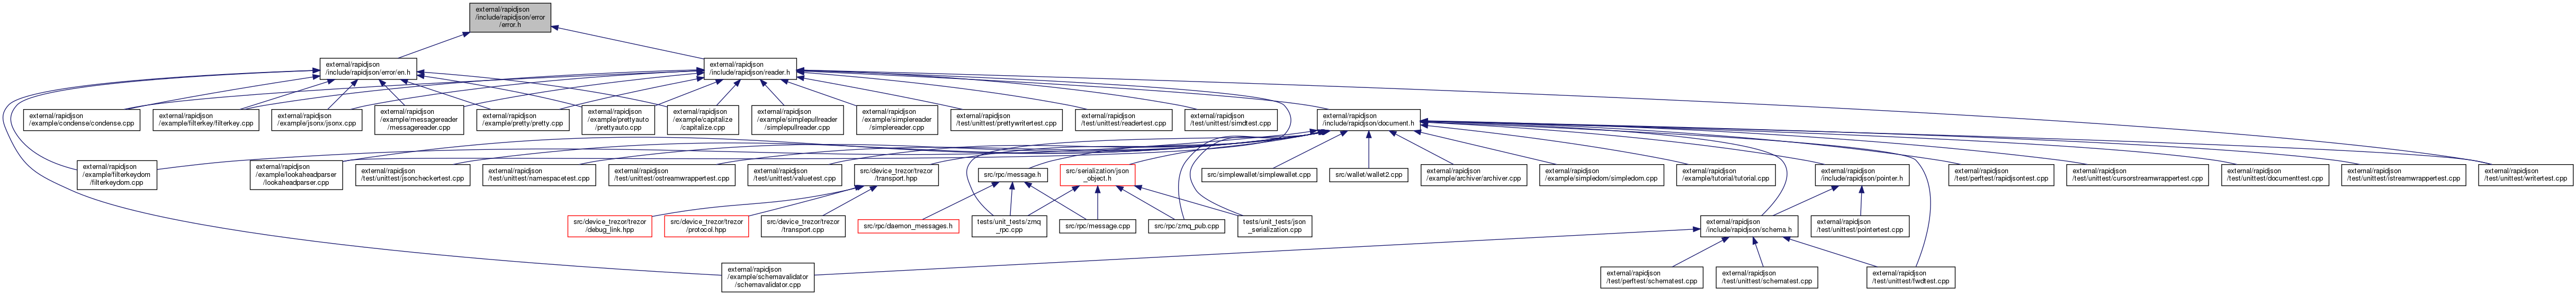 external/rapidjson
/include/rapidjson/error
/error.h
external/rapidjson
/include/rapidjson/error/en.h
external/rapidjson
/include/rapidjson/reader.h
external/rapidjson
/example/condense/condense.cpp
external/rapidjson
/example/filterkey/filterkey.cpp
external/rapidjson
/example/jsonx/jsonx.cpp
external/rapidjson
/example/messagereader
/messagereader.cpp
external/rapidjson
/example/pretty/pretty.cpp
external/rapidjson
/example/prettyauto
/prettyauto.cpp
external/rapidjson
/example/capitalize
/capitalize.cpp
external/rapidjson
/example/simplepullreader
/simplepullreader.cpp
external/rapidjson
/example/simplereader
/simplereader.cpp
external/rapidjson
/test/unittest/prettywritertest.cpp
external/rapidjson
/test/unittest/readertest.cpp
external/rapidjson
/test/unittest/simdtest.cpp
external/rapidjson
/include/rapidjson/document.h
external/rapidjson
/example/filterkeydom
/filterkeydom.cpp
external/rapidjson
/example/lookaheadparser
/lookaheadparser.cpp
external/rapidjson
/test/unittest/jsoncheckertest.cpp
external/rapidjson
/test/unittest/namespacetest.cpp
external/rapidjson
/test/unittest/ostreamwrappertest.cpp
external/rapidjson
/test/unittest/valuetest.cpp
src/device_trezor/trezor
/transport.hpp
src/rpc/message.h
src/serialization/json
_object.h
src/simplewallet/simplewallet.cpp
src/wallet/wallet2.cpp
external/rapidjson
/example/archiver/archiver.cpp
external/rapidjson
/example/simpledom/simpledom.cpp
external/rapidjson
/example/tutorial/tutorial.cpp
external/rapidjson
/include/rapidjson/pointer.h
external/rapidjson
/test/perftest/rapidjsontest.cpp
external/rapidjson
/test/unittest/cursorstreamwrappertest.cpp
external/rapidjson
/test/unittest/documenttest.cpp
external/rapidjson
/test/unittest/istreamwrappertest.cpp
external/rapidjson
/test/unittest/writertest.cpp
src/device_trezor/trezor
/debug_link.hpp
src/device_trezor/trezor
/protocol.hpp
src/device_trezor/trezor
/transport.cpp
src/rpc/daemon_messages.h
tests/unit_tests/zmq
_rpc.cpp
src/rpc/message.cpp
src/rpc/zmq_pub.cpp
tests/unit_tests/json
_serialization.cpp
external/rapidjson
/include/rapidjson/schema.h
external/rapidjson
/test/unittest/pointertest.cpp
external/rapidjson
/example/schemavalidator
/schemavalidator.cpp
external/rapidjson
/test/perftest/schematest.cpp
external/rapidjson
/test/unittest/schematest.cpp
external/rapidjson
/test/unittest/fwdtest.cpp